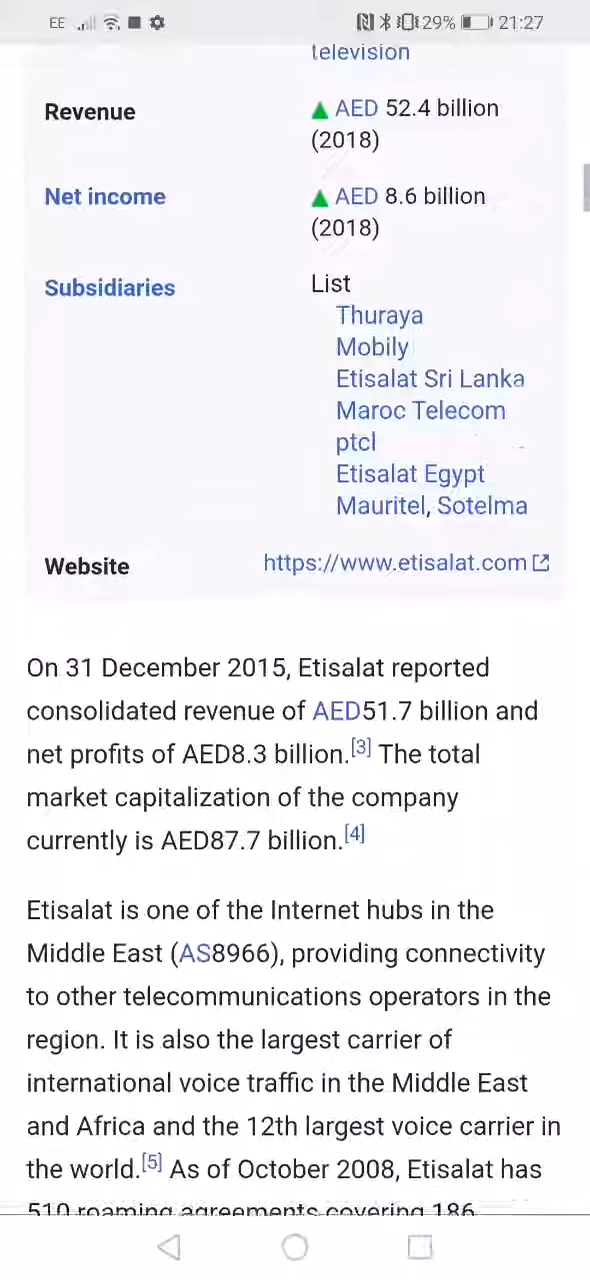 EE 29% 21:27
television
Revenue ▲ AED 52.4 billion
(2018)
Net income ▲ AED 8.6 billion
(2018)
Subsidiaries List
Thuraya
Mobily
Etisalat Sri Lanka
Maroc Telecom
ptcl
Etisalat Egypt
Mauritel, Sotelma
Website https://www.etisalat.com
On 31 December 2015, Etisalat reported
consolidated revenue of AED51.7 billion and
net profits of AED8.3 billion.[3] The total
market capitalization of the company
currently is AED87.7 billion.[4]
Etisalat is one of the Internet hubs in the
Middle East (AS8966), providing connectivity
to other telecommunications operators in the
region. It is also the largest carrier of
international voice traffic in the Middle East
and Africa and the 12th largest voice carrier in
the world.[5] As of October 2008, Etisalat has
510 roaming agreements covering 186